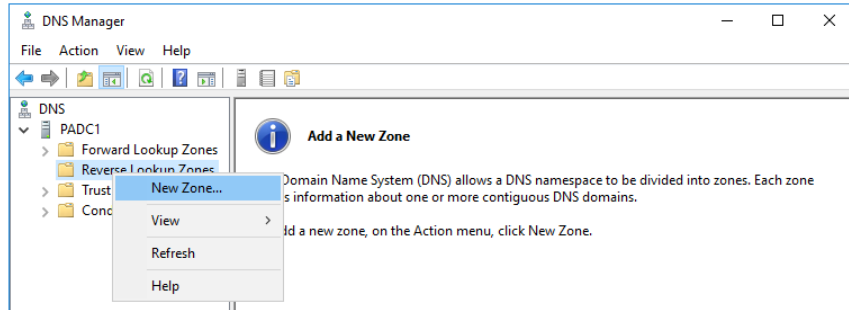 DNS Manager
File Action View Help
DNS
PADC1
Forward Lookup Zones
Reverse Lookup Zones
Trust
Cond
New Zone...
View
Refresh
Help
Add a New Zone
Domain Name System (DNS) allows a DNS namespace to be divided into zones. Each zone
s information about one or more contiguous DNS domains.
dd a new zone, on the Action menu, click New Zone.